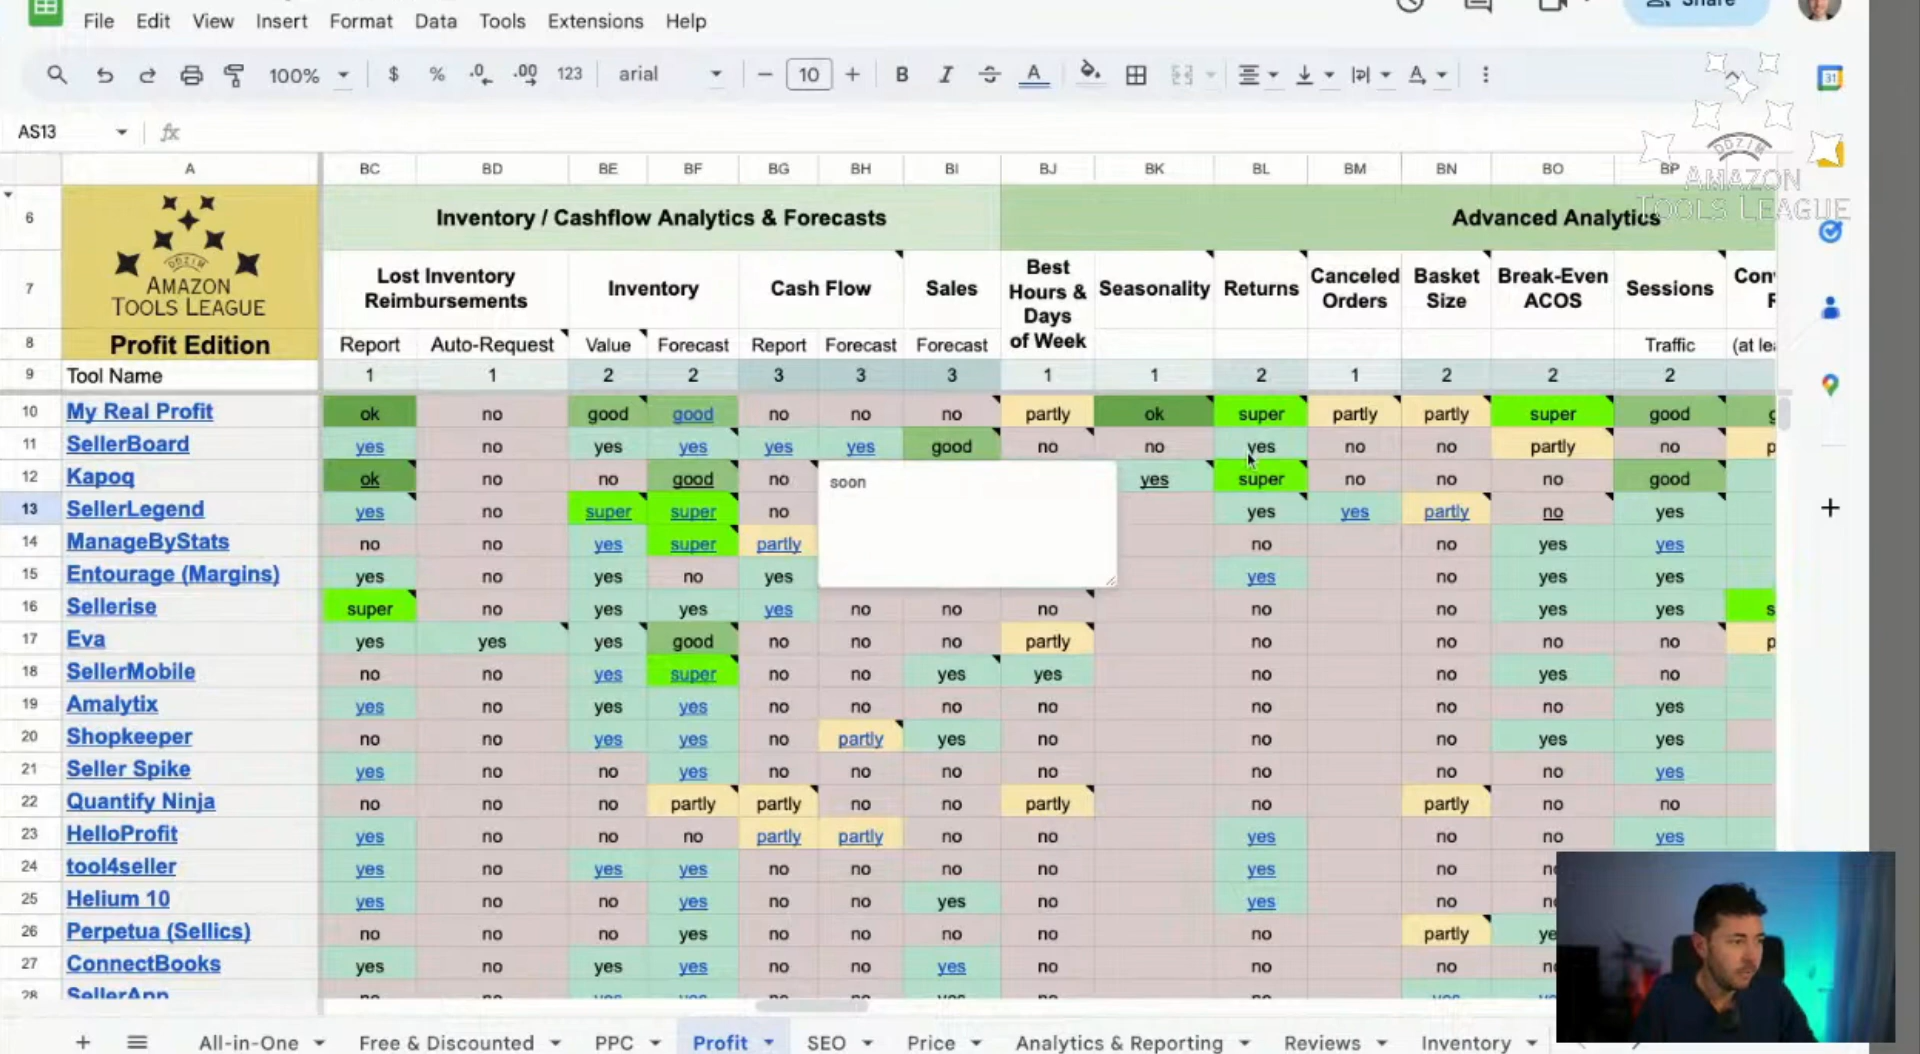 File Edit View Insert Format Data Tools Extensions Help
100% $ % .0 .00 123 arial 10 B I A
AS13 fx
A BC BD BE BF BG BH BI BJ BK BL BM BN BO BP
6 Inventory / Cashflow Analytics & Forecasts Advanced Analytics
DDZIM
AMAZON
TOOLS LEAGUE
DDZIM
AMAZON
TOOLS LEAGUE
7 Lost Inventory Reimbursements Inventory Cash Flow Sales Best Hours & Days of Week Seasonality Returns Canceled Orders Basket Size Break-Even ACOS Sessions
8 Profit Edition Report Auto-Request Value Forecast Report Forecast Forecast Traffic
9 Tool Name 1 1 2 2 3 3 3 1 1 2 1 2 2 2
10 My Real Profit ok no good good no no no partly ok super partly partly super good
11 SellerBoard yes no yes yes yes yes good no no yes no no partly no
12 Kapoq ok no no good no yes super no no no good
soon
13 SellerLegend yes no super super no yes yes partly no yes
14 ManageByStats no no yes super partly no no yes yes
15 Entourage (Margins) yes no yes no yes yes no yes yes
16 Sellerise super no yes yes yes no no no no no yes yes
17 Eva yes yes yes good no no no partly no no no no
18 SellerMobile no no yes super no no yes yes no no yes no
19 Amalytix yes no yes yes no no no no no no no yes
20 Shopkeeper no no yes yes no partly yes no no no yes yes
21 Seller Spike yes no no yes no no no no no no no yes
22 Quantify Ninja no no no partly partly no no partly no partly no no
23 HelloProfit yes no no no partly partly no no yes no no yes
24 tool4seller yes no yes yes no no no no yes no
25 Helium 10 yes no no yes no no yes no yes no
26 Perpetua (Sellics) no no no yes no no no no no partly
27 ConnectBooks yes no yes yes no no yes no no no
28 SellerApp
All-in-One Free & Discounted PPC Profit SEO Price Analytics & Reporting Reviews Inventory